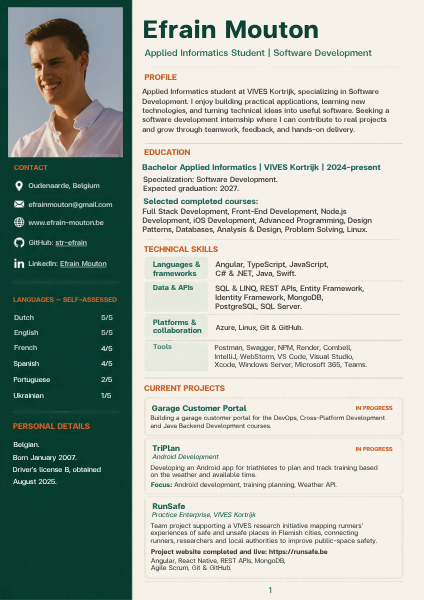 Efrain Mouton
Applied Informatics Student | Software Development
CONTACT
Oudenaarde, Belgium
efrainmouton@gmail.com
www.efrain-mouton.be
GitHub: str-efrain
LinkedIn: Efrain Mouton
LANGUAGES — SELF-ASSESSED
Dutch 5/5
English 5/5
French 4/5
Spanish 4/5
Portuguese 2/5
Ukrainian 1/5
PERSONAL DETAILS
Belgian.
Born January 2007.
Driver's license B, obtained
August 2025.
PROFILE
Applied Informatics student at VIVES Kortrijk, specializing in Software
Development. I enjoy building practical applications, learning new
technologies, and turning technical ideas into useful software. Seeking a
software development internship where I can contribute to real projects
and grow through teamwork, feedback, and hands-on delivery.
EDUCATION
Bachelor Applied Informatics | VIVES Kortrijk | 2024–present
Specialization: Software Development.
Expected graduation: 2027.
Selected completed courses:
Full Stack Development, Front-End Development, Node.js
Development, iOS Development, Advanced Programming, Design
Patterns, Databases, Analysis & Design, Problem Solving, Linux.
TECHNICAL SKILLS
Languages &
frameworks
Angular, TypeScript, JavaScript,
C# & .NET, Java, Swift.
Data & APIs
SQL & LINQ, REST APIs, Entity Framework,
Identity Framework, MongoDB,
PostgreSQL, SQL Server.
Platforms &
collaboration
Azure, Linux, Git & GitHub.
Tools
Postman, Swagger, NPM, Render, Combell,
IntelliJ, WebStorm, VS Code, Visual Studio,
Xcode, Windows Server, Microsoft 365, Teams.
CURRENT PROJECTS
Garage Customer Portal IN PROGRESS
Building a garage customer portal for the DevOps, Cross-Platform Development
and Java Backend Development courses.
TriPlan IN PROGRESS
Android Development
Developing an Android app for triathletes to plan and track training based
on the weather and available time.
Focus: Android development, training planning, Weather API.
RunSafe
Practice Enterprise, VIVES Kortrijk
Team project supporting a VIVES research initiative mapping runners'
experiences of safe and unsafe places in Flemish cities, connecting
runners, researchers and local authorities to improve public-space safety.
Project website completed and live: https://runsafe.be
Angular, React Native, REST APIs, MongoDB,
Agile Scrum, Git & GitHub.
1